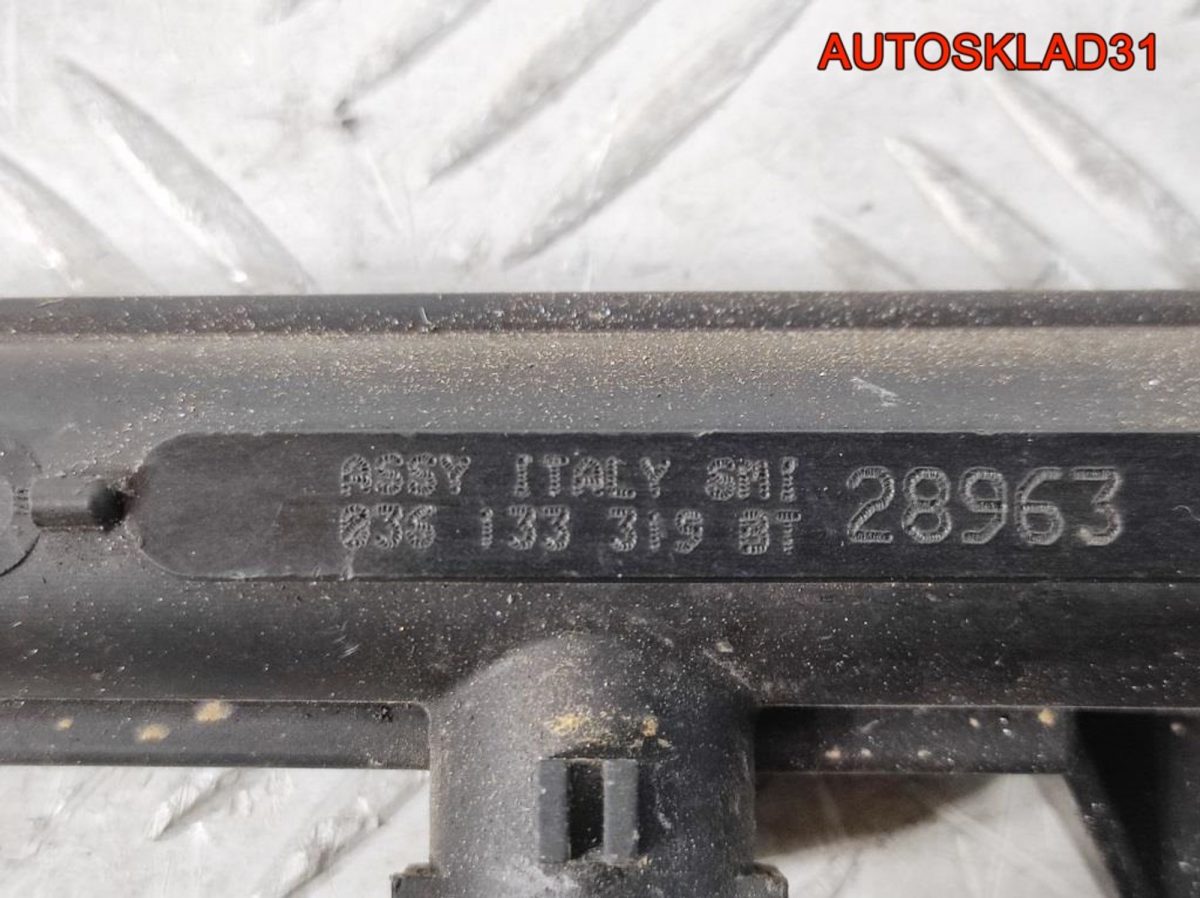 AUTOSKLAD31
ASSY ITALY SMI 28963
036 133 319 BT